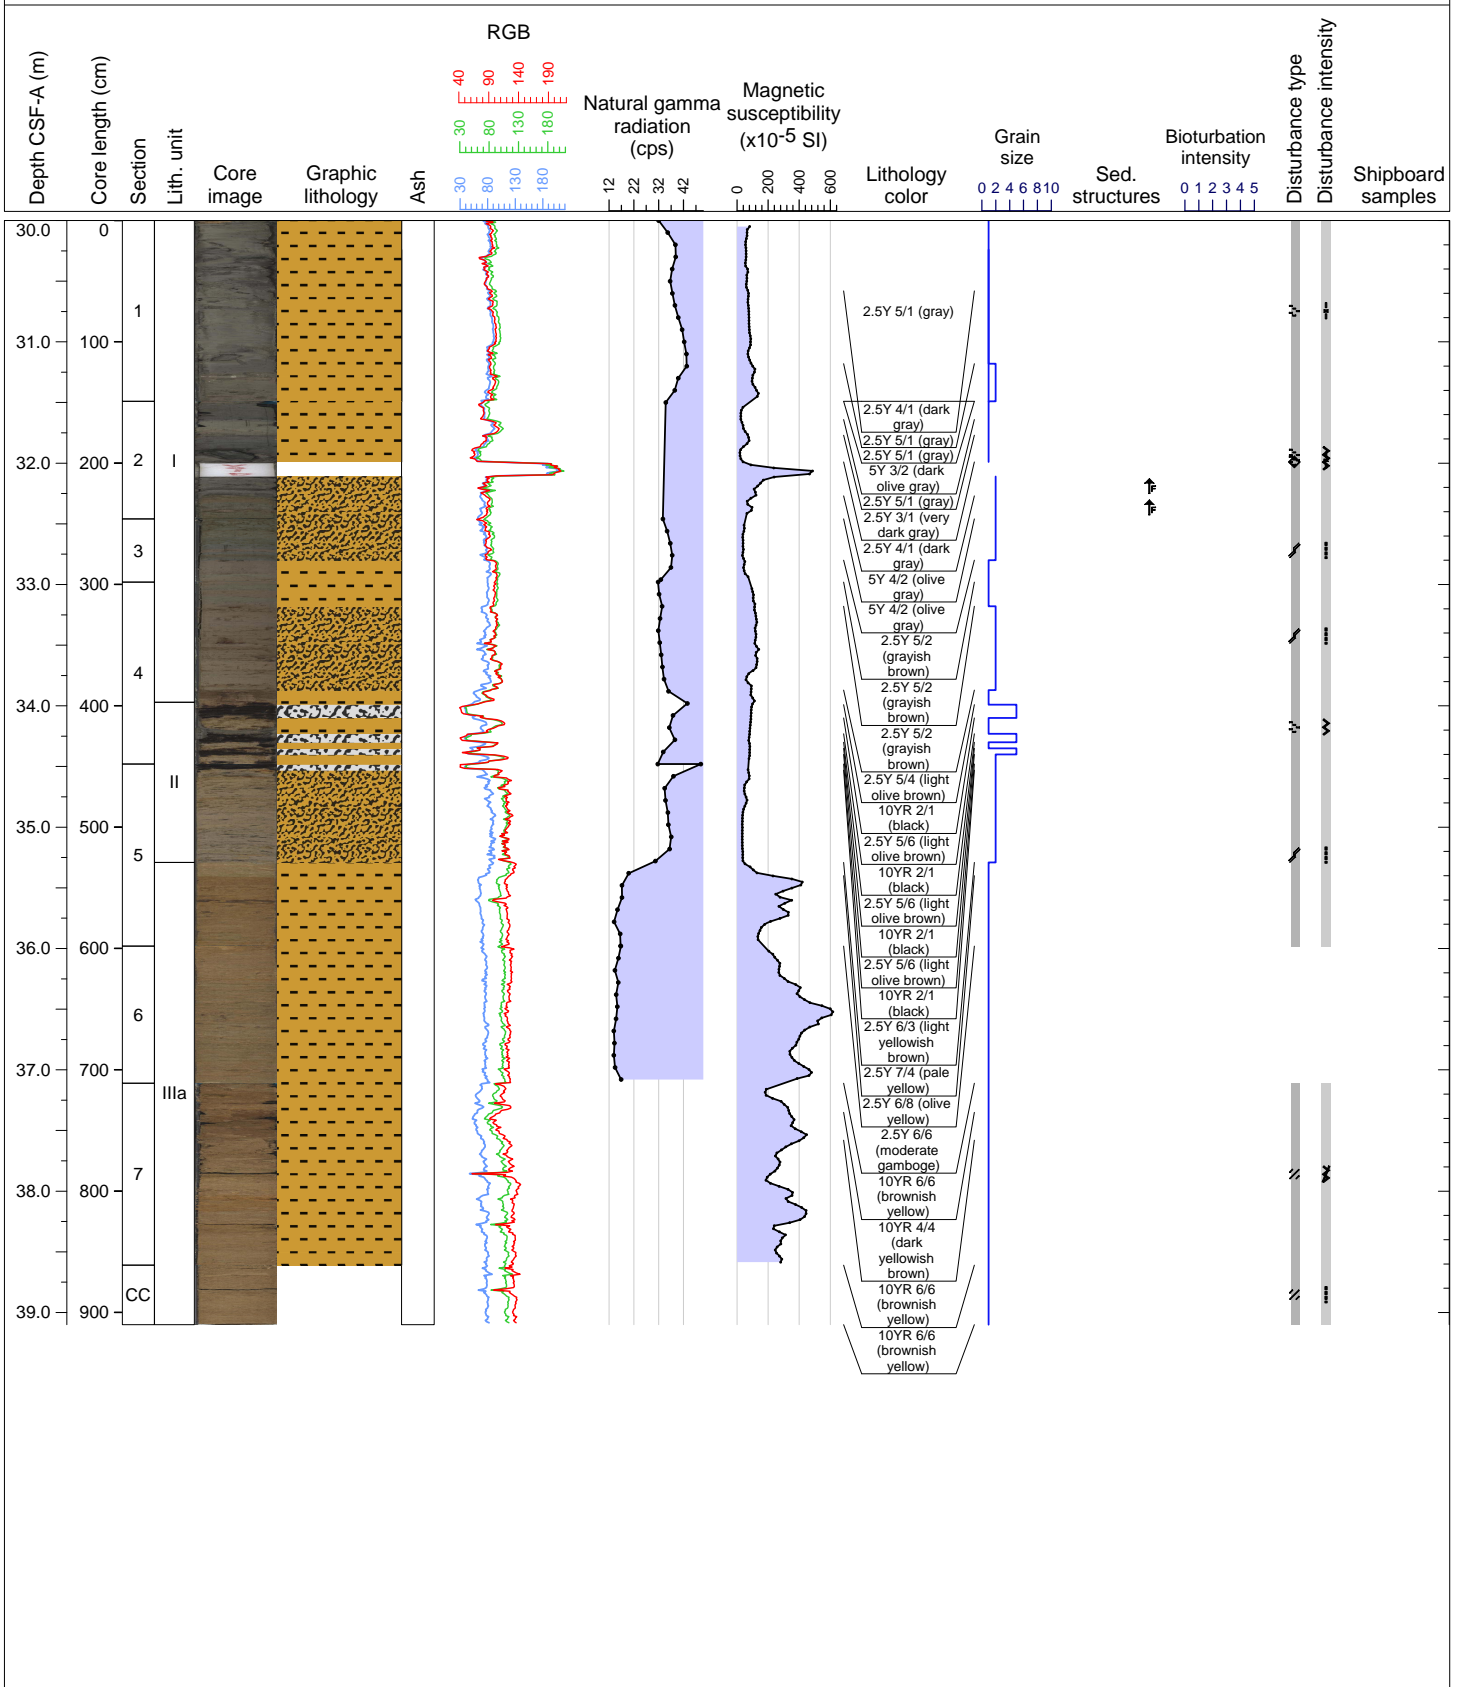 RGB
40 90 140 190
30 80 130 180
30 80 130 180
Depth CSF-A (m)
Core length (cm)
Section
Lith. unit
Core
image
Graphic
lithology
Ash
Natural gamma
radiation
(cps)
12 22 32 42
Magnetic
susceptibility
(x10-5 SI)
0 200 400 600
Lithology
color
Grain
size
0 2 4 6 8 10
Sed.
structures
Bioturbation
intensity
0 1 2 3 4 5
Disturbance type
Disturbance intensity
Shipboard
samples
30.0
31.0
32.0
33.0
34.0
35.0
36.0
37.0
38.0
39.0
0
100
200
300
400
500
600
700
800
900
1
2
3
4
5
6
7
CC
I
II
IIIa
2.5Y 5/1 (gray)
2.5Y 4/1 (dark
gray)
2.5Y 5/1 (gray)
2.5Y 5/1 (gray)
5Y 3/2 (dark
olive gray)
2.5Y 5/1 (gray)
2.5Y 3/1 (very
dark gray)
2.5Y 4/1 (dark
gray)
5Y 4/2 (olive
gray)
5Y 4/2 (olive
gray)
2.5Y 5/2
(grayish
brown)
2.5Y 5/2
(grayish
brown)
2.5Y 5/2
(grayish
brown)
2.5Y 5/4 (light
olive brown)
10YR 2/1
(black)
2.5Y 5/6 (light
olive brown)
10YR 2/1
(black)
2.5Y 5/6 (light
olive brown)
10YR 2/1
(black)
2.5Y 5/6 (light
olive brown)
10YR 2/1
(black)
2.5Y 6/3 (light
yellowish
brown)
2.5Y 7/4 (pale
yellow)
2.5Y 6/8 (olive
yellow)
2.5Y 6/6
(moderate
gamboge)
10YR 6/6
(brownish
yellow)
10YR 4/4
(dark
yellowish
brown)
10YR 6/6
(brownish
yellow)
10YR 6/6
(brownish
yellow)
F
F